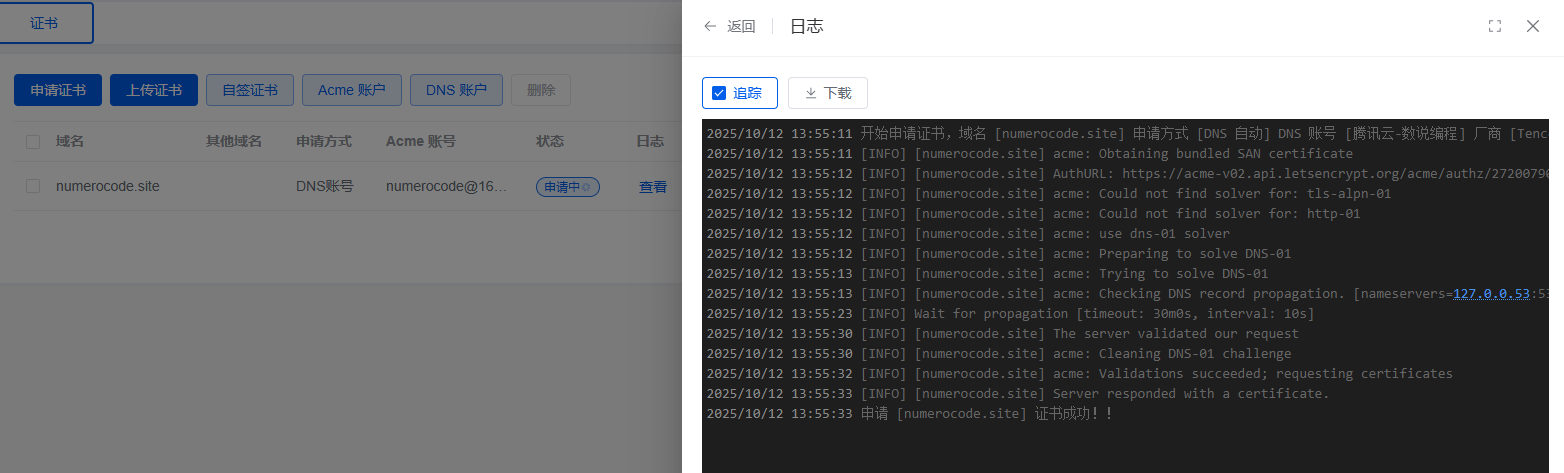 证书
申请证书 上传证书 自签证书 Acme 账户 DNS 账户 删除
域名 其他域名 申请方式 Acme 账号 状态 日志
numerocode.site DNS账号 numerocode@16... 申请中 查看
返回 日志
追踪 下载
2025/10/12 13:55:11 开始申请证书，域名 [numerocode.site] 申请方式 [DNS 自动] DNS 账号 [腾讯云-数说编程] 厂商 [Tenc
2025/10/12 13:55:11 [INFO] [numerocode.site] acme: Obtaining bundled SAN certificate
2025/10/12 13:55:12 [INFO] [numerocode.site] AuthURL: https://acme-v02.api.letsencrypt.org/acme/authz/27200790
2025/10/12 13:55:12 [INFO] [numerocode.site] acme: Could not find solver for: tls-alpn-01
2025/10/12 13:55:12 [INFO] [numerocode.site] acme: Could not find solver for: http-01
2025/10/12 13:55:12 [INFO] [numerocode.site] acme: use dns-01 solver
2025/10/12 13:55:12 [INFO] [numerocode.site] acme: Preparing to solve DNS-01
2025/10/12 13:55:13 [INFO] [numerocode.site] acme: Trying to solve DNS-01
2025/10/12 13:55:13 [INFO] [numerocode.site] acme: Checking DNS record propagation. [nameservers=127.0.0.53:53
2025/10/12 13:55:23 [INFO] Wait for propagation [timeout: 30m0s, interval: 10s]
2025/10/12 13:55:30 [INFO] [numerocode.site] The server validated our request
2025/10/12 13:55:30 [INFO] [numerocode.site] acme: Cleaning DNS-01 challenge
2025/10/12 13:55:32 [INFO] [numerocode.site] acme: Validations succeeded; requesting certificates
2025/10/12 13:55:33 [INFO] [numerocode.site] Server responded with a certificate.
2025/10/12 13:55:33 申请 [numerocode.site] 证书成功！！